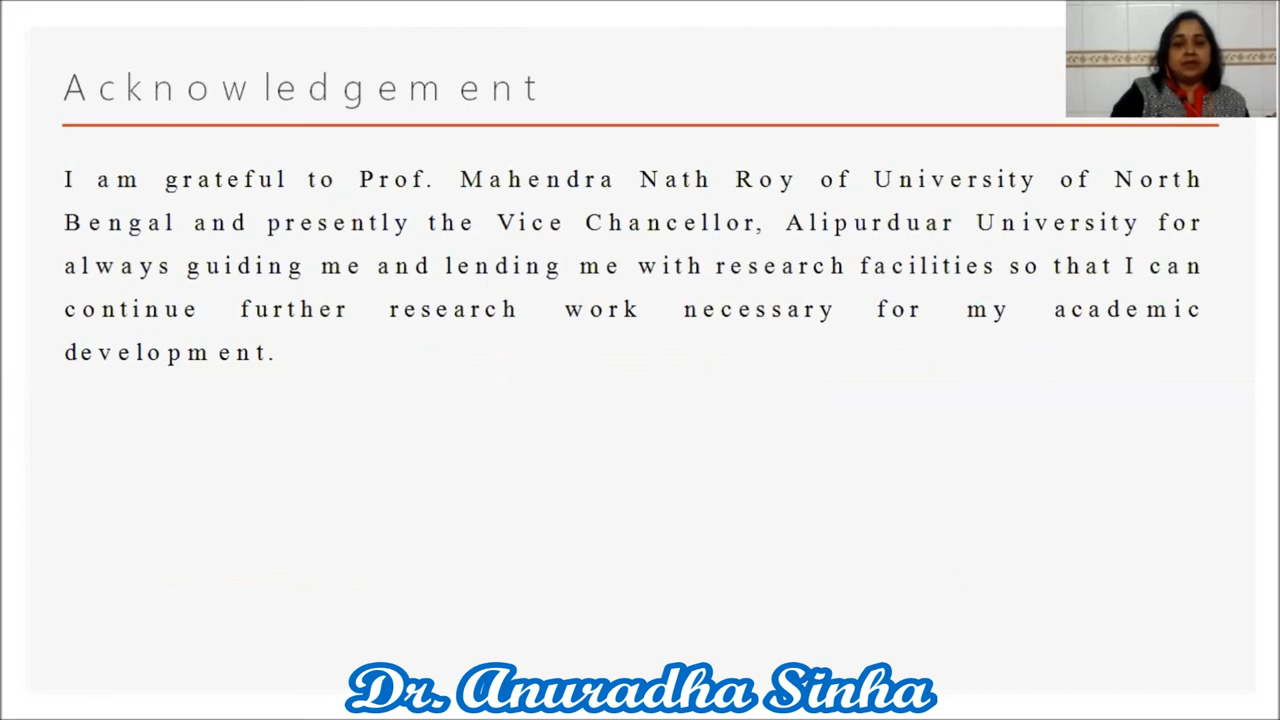 Acknowledgement
I am grateful to Prof. Mahendra Nath Roy of University of North
Bengal and presently the Vice Chancellor, Alipurduar University for
always guiding me and lending me with research facilities so that I can
continue further research work necessary for my academic
development.
Dr. Anuradha Sinha